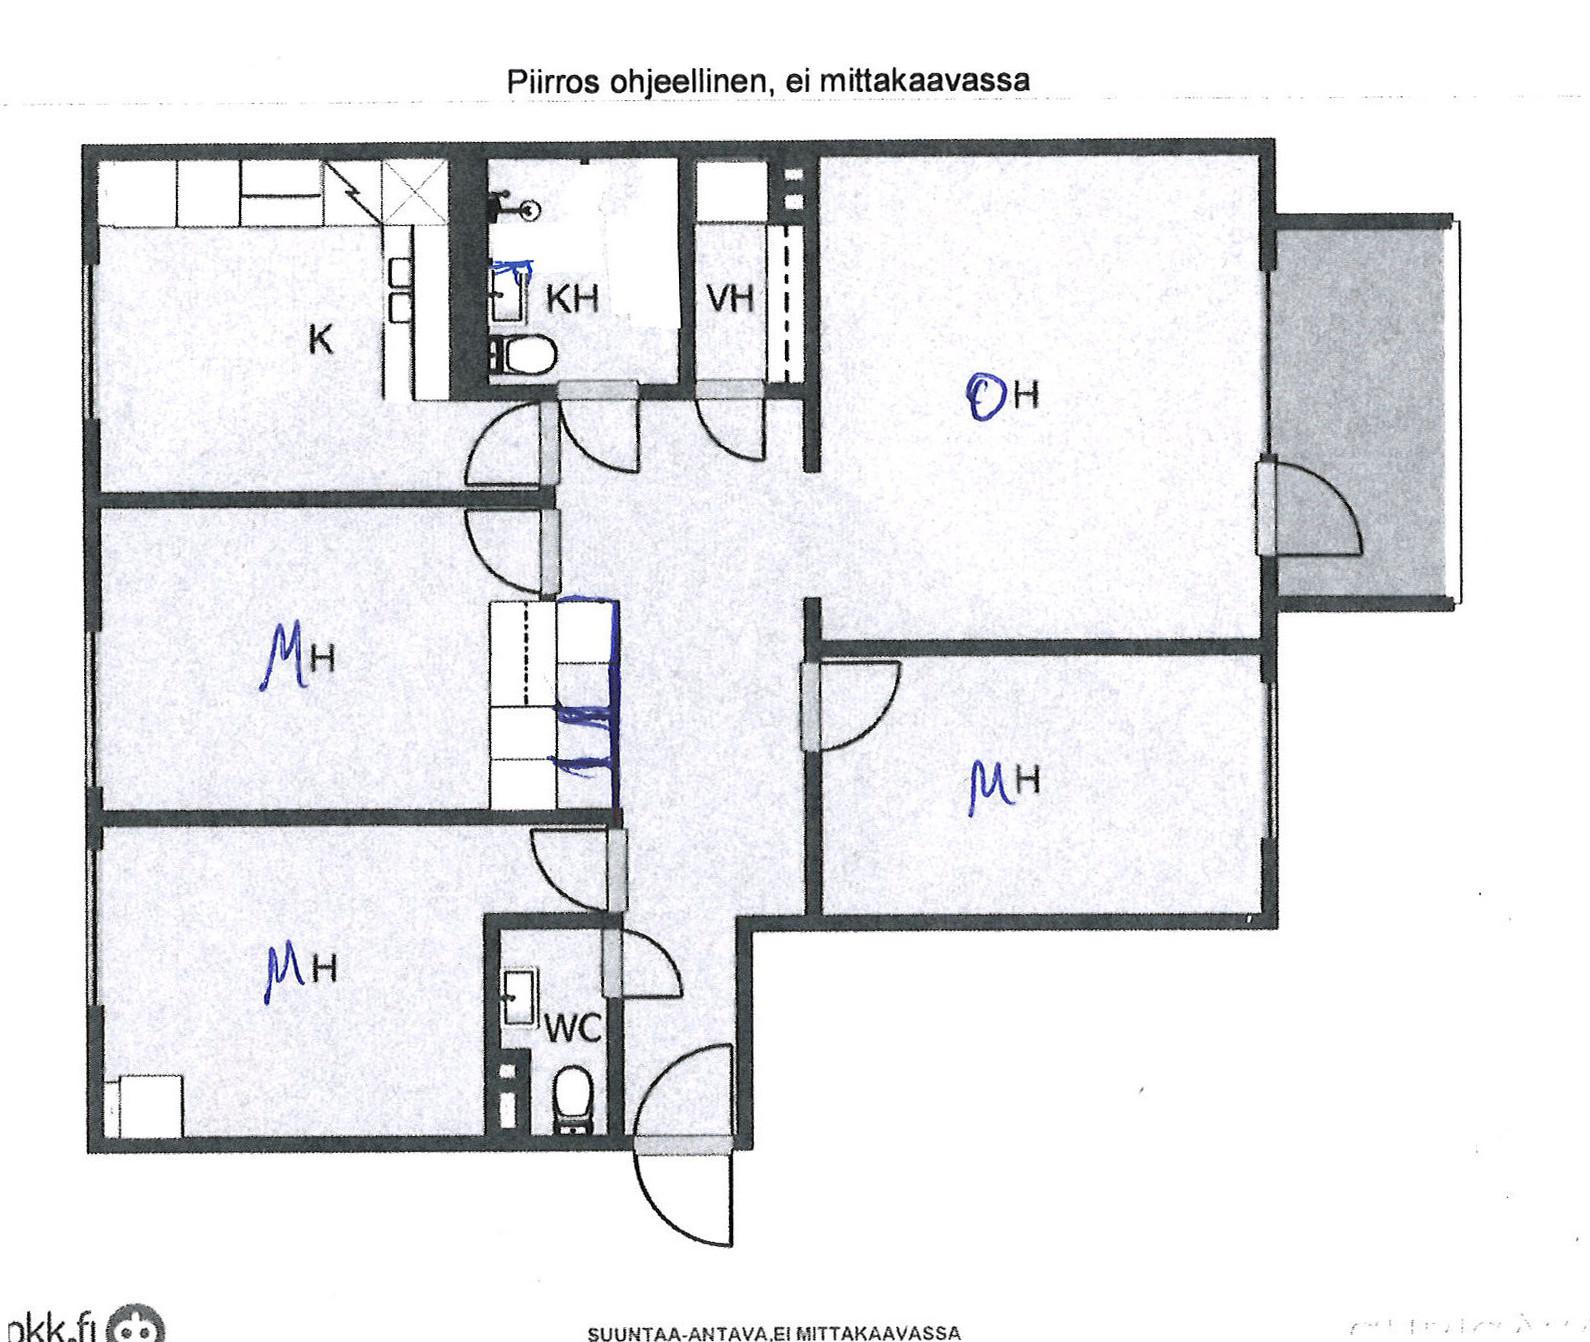 Piirros ohjeellinen, ei mittakaavassa
K
KH
VH
OH
MH
MH
MH
WC
okk.fi
SUUNTAA-ANTAVA,EI MITTAKAAVASSA